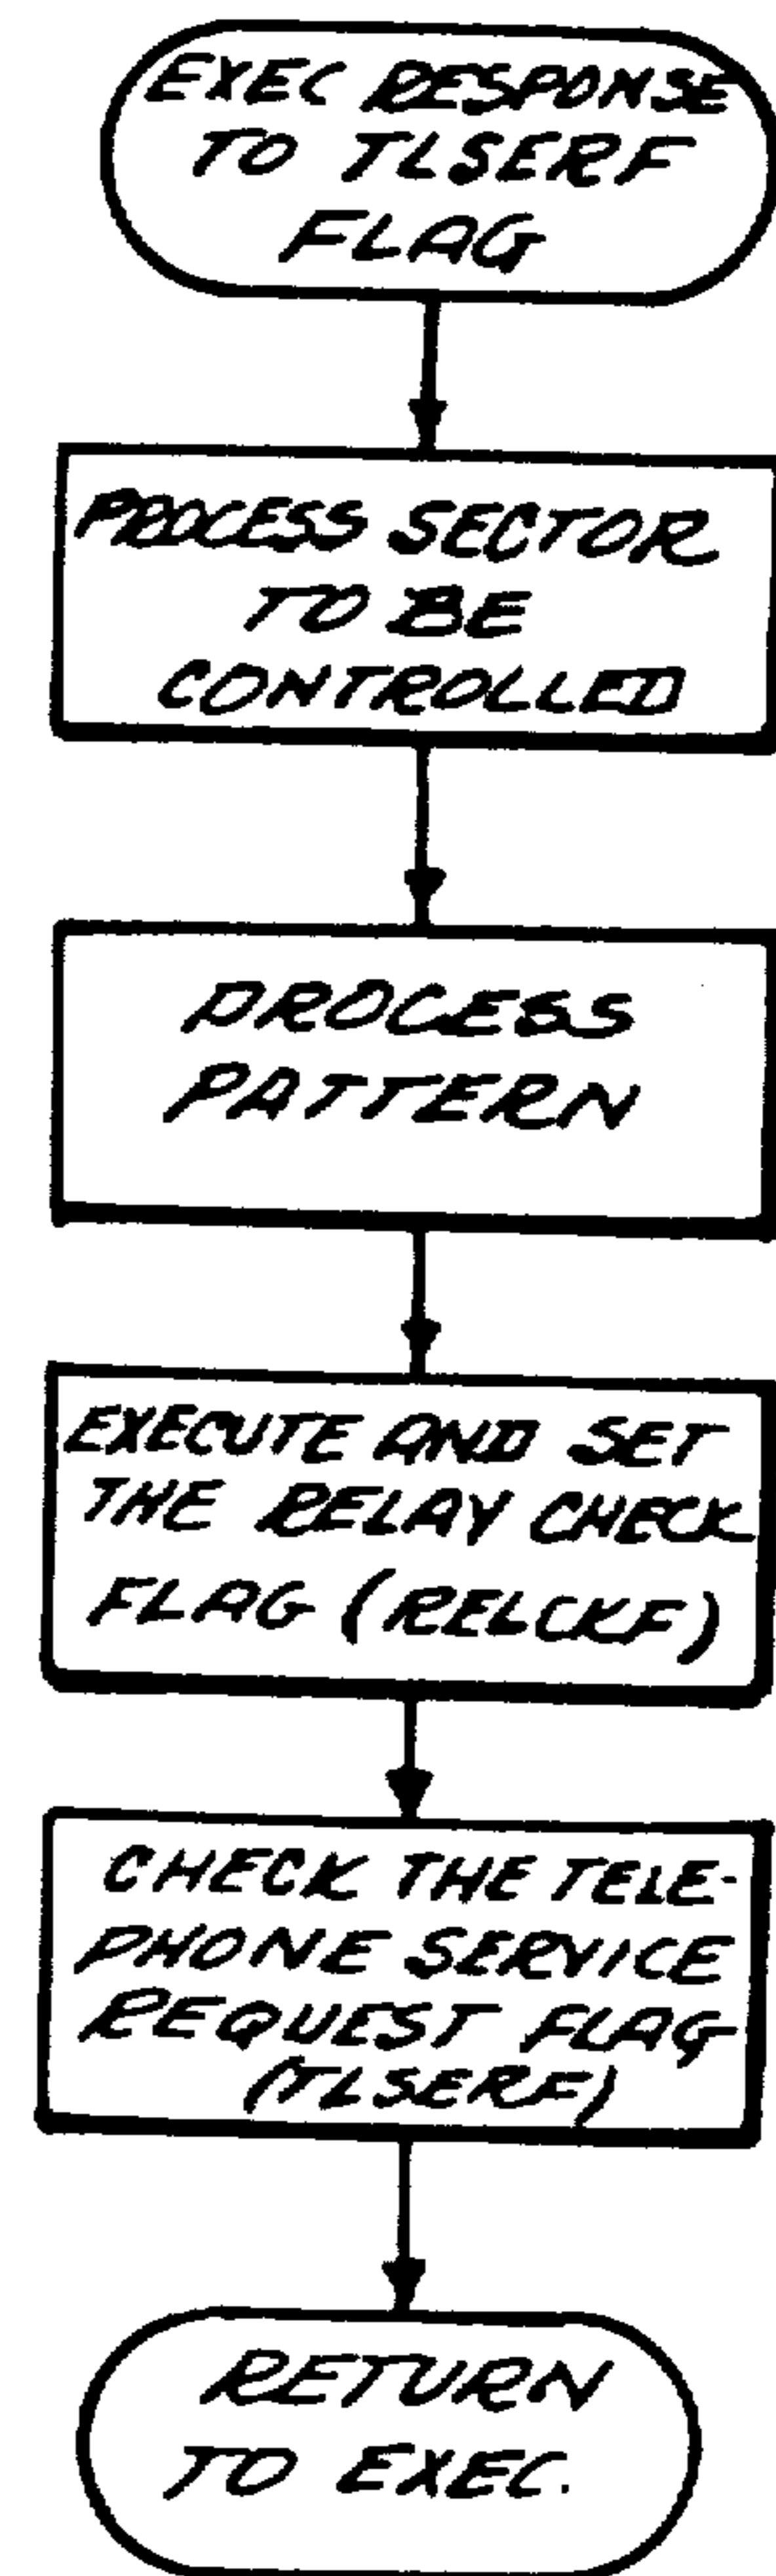 EXEC RESPONSE
TO TLSERF
FLAG
PROCESS SECTOR
TO BE
CONTROLLED
PROCESS
PATTERN
EXECUTE AND SET
THE RELAY CHECK
FLAG (RELCKF)
CHECK THE TELE-
PHONE SERVICE
REQUEST FLAG
(TLSERF)
RETURN
TO EXEC.